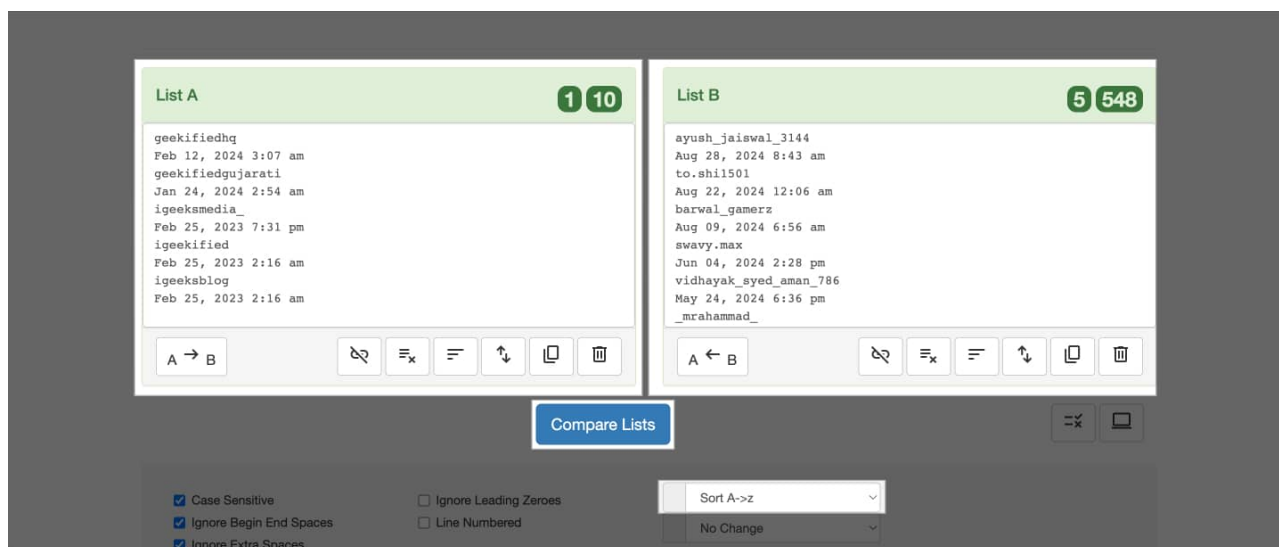 List A
1 10
geekifiedhq
Feb 12, 2024 3:07 am
geekifiedgujarati
Jan 24, 2024 2:54 am
igeeksmedia_
Feb 25, 2023 7:31 pm
igeekified
Feb 25, 2023 2:16 am
igeeksblog
Feb 25, 2023 2:16 am
A → B
List B
5 548
ayush_jaiswal_3144
Aug 28, 2024 8:43 am
to.shi1501
Aug 22, 2024 12:06 am
barwal_gamerz
Aug 09, 2024 6:56 am
swavy.max
Jun 04, 2024 2:28 pm
vidhayak_syed_aman_786
May 24, 2024 6:36 pm
_mrahammad_
A ← B
Compare Lists
Case Sensitive
Ignore Begin End Spaces
Ignore Extra Spaces
Ignore Leading Zeroes
Line Numbered
Sort A->z
No Change